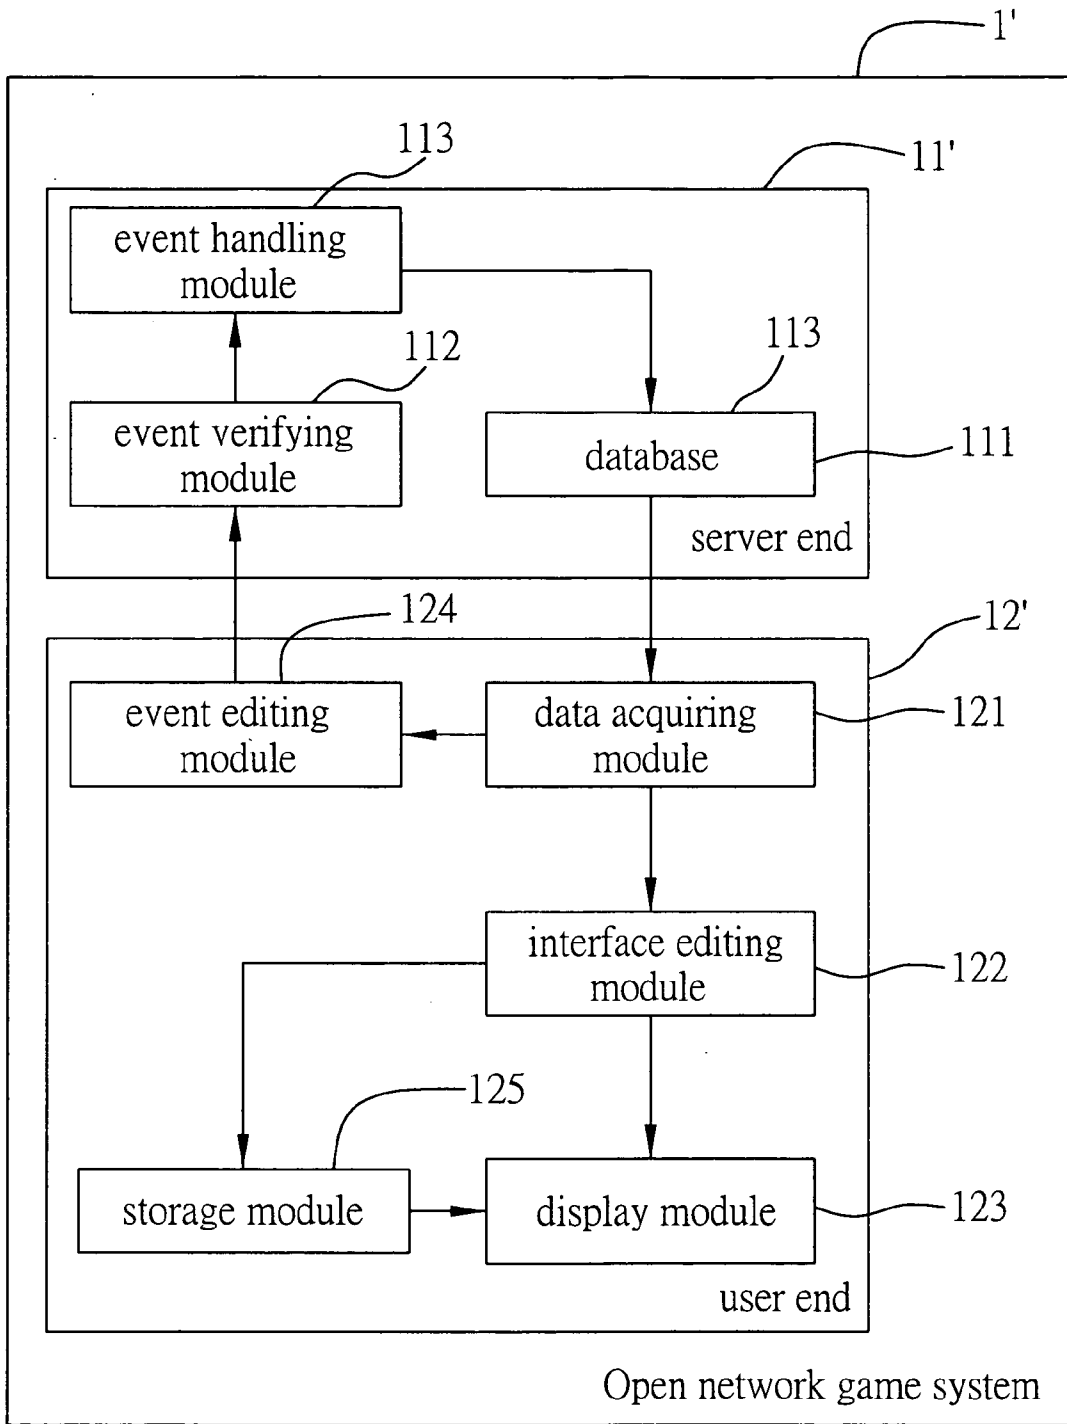 1'
113
11'
event handling
module
112
113
event verifying
module
database
111
server end
124
12'
event editing
module
data acquiring
module
121
interface editing
module
122
125
storage module
display module
123
user end
Open network game system